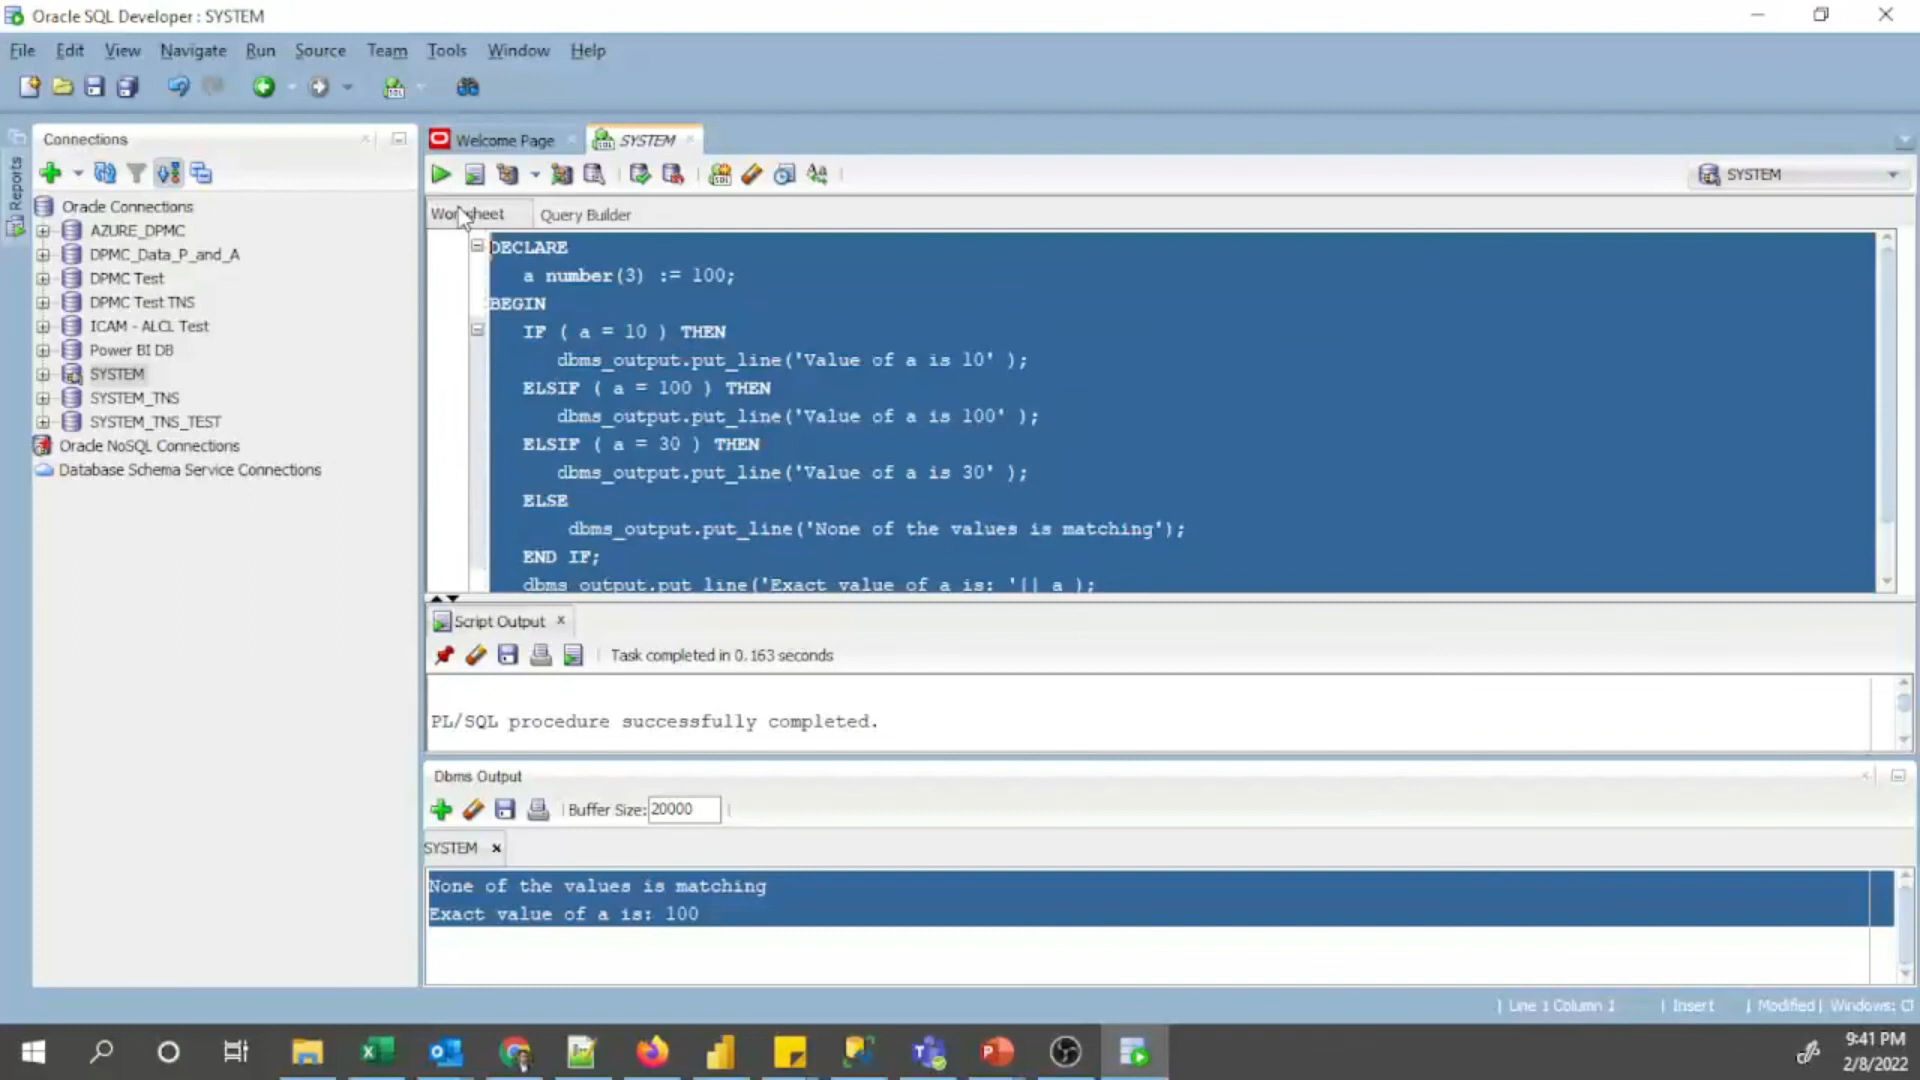 Oracle SQL Developer : SYSTEM
File Edit View Navigate Run Source Team Tools Window Help
Reports
Connections
Oracle Connections
AZURE_DPMC
DPMC_Data_P_and_A
DPMC Test
DPMC Test TNS
ICAM - ALCL Test
Power BI DB
SYSTEM
SYSTEM_TNS
SYSTEM_TNS_TEST
Oracle NoSQL Connections
Database Schema Service Connections
Welcome Page
SYSTEM
SYSTEM
Worksheet Query Builder
DECLARE
a number(3) := 100;
BEGIN
IF ( a = 10 ) THEN
dbms_output.put_line('Value of a is 10' );
ELSIF ( a = 100 ) THEN
dbms_output.put_line('Value of a is 100' );
ELSIF ( a = 30 ) THEN
dbms_output.put_line('Value of a is 30' );
ELSE
dbms_output.put_line('None of the values is matching');
END IF;
dbms_output.put_line('Exact value of a is: '|| a );
Script Output x
Task completed in 0.163 seconds
PL/SQL procedure successfully completed.
Dbms Output
Buffer Size: 20000
SYSTEM x
None of the values is matching
Exact value of a is: 100
| Line 1 Column 1 | Insert | Modified | Windows:
9:41 PM
2/8/2022